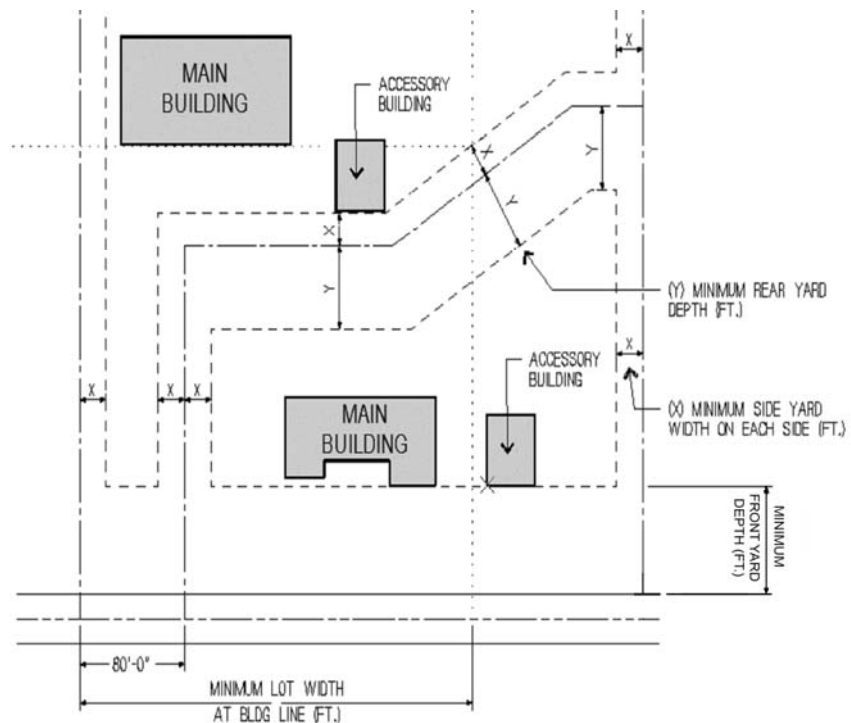 X
MAIN
BUILDING
ACCESSORY
BUILDING
Y
X
X
Y
Y
(Y) MINIMUM REAR YARD
DEPTH (FT.)
X
ACCESSORY
BUILDING
X
X
X
MAIN
BUILDING
(X) MINIMUM SIDE YARD
WIDTH ON EACH SIDE (FT.)
MINIMUM
FRONT YARD
DEPTH (FT.)
80'-0"
MINIMUM LOT WIDTH
AT BLDG LINE (FT.)